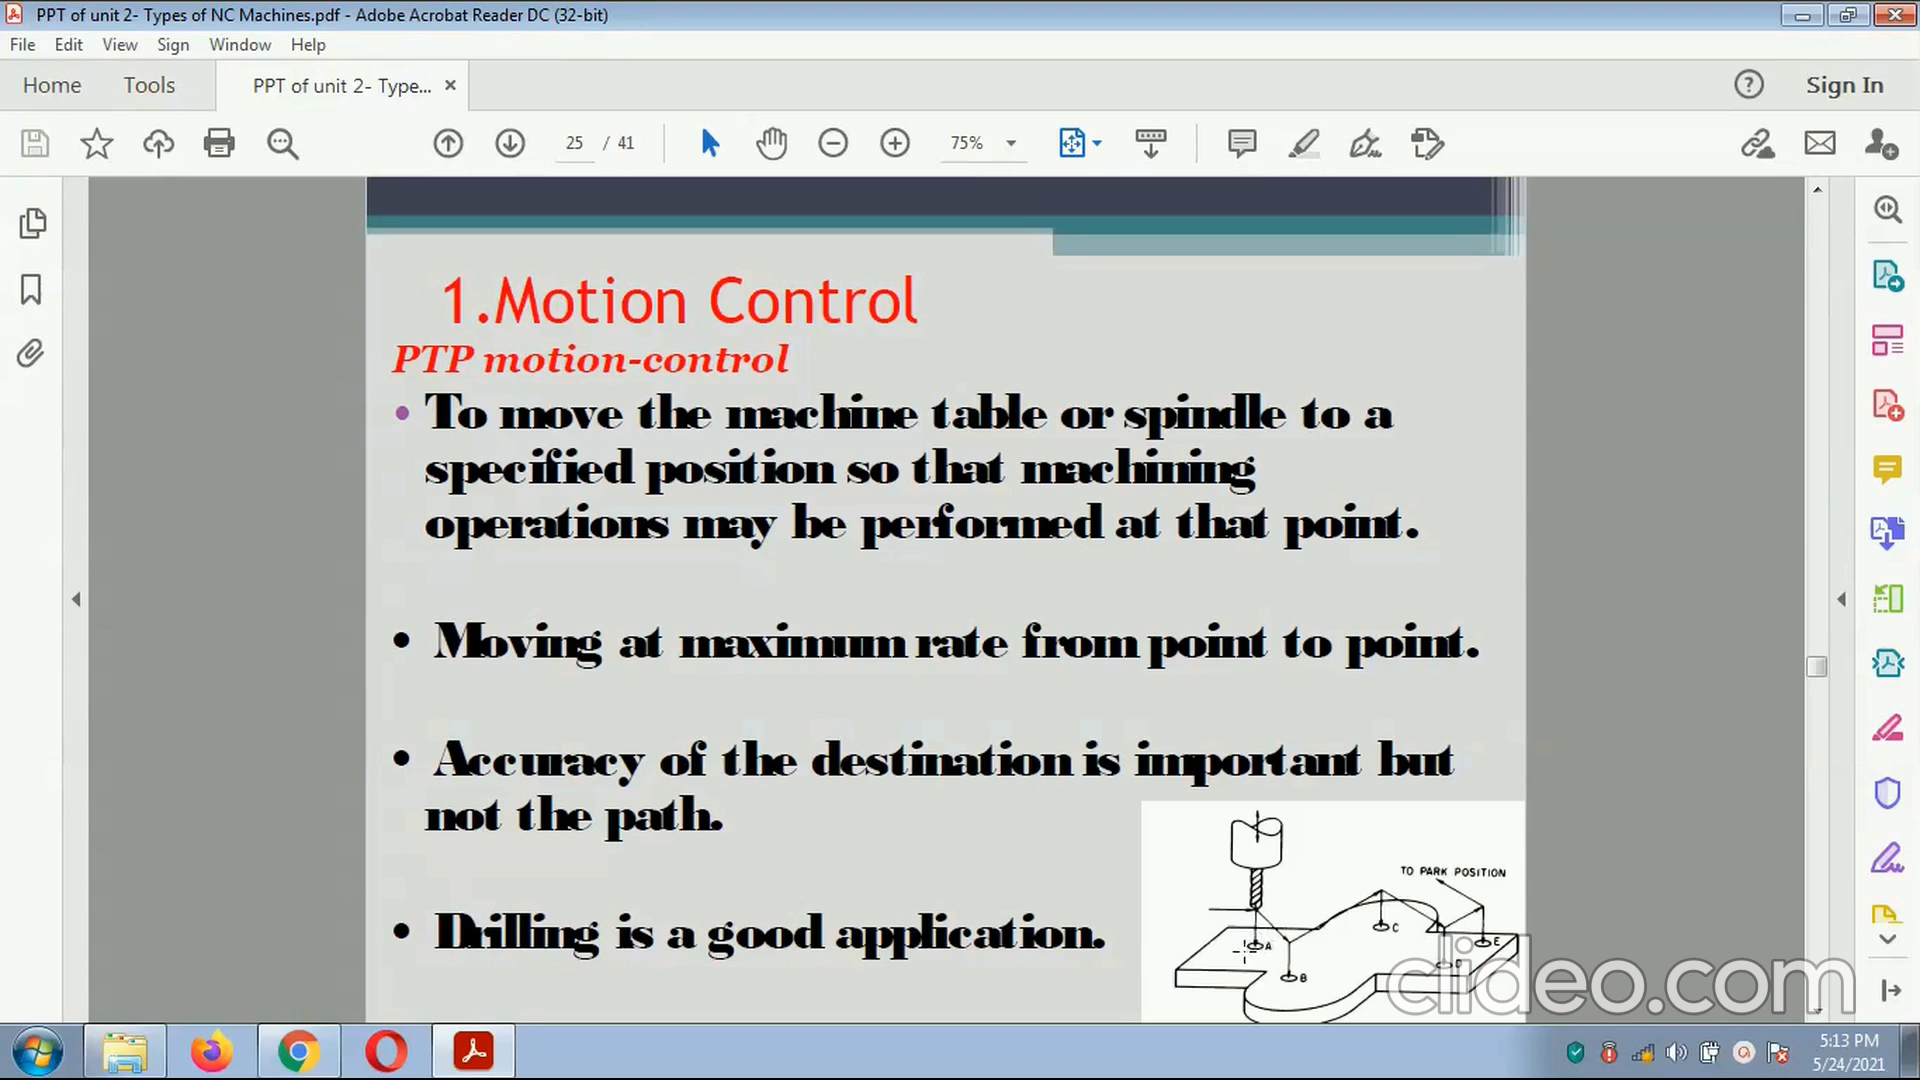 PPT of unit 2- Types of NC Machines.pdf - Adobe Acrobat Reader DC (32-bit)
File Edit View Sign Window Help
Home Tools PPT of unit 2- Type... × Sign In
25 / 41 75%
1.Motion Control
PTP motion-control
• To move the machine table or spindle to a
specified position so that machining
operations may be performed at that point.
• Moving at maximum rate from point to point.
• Accuracy of the destination is important but
not the path.
• Drilling is a good application.
TO PARK POSITION
A
B
C
D
E
clideo.com
5:13 PM
5/24/2021